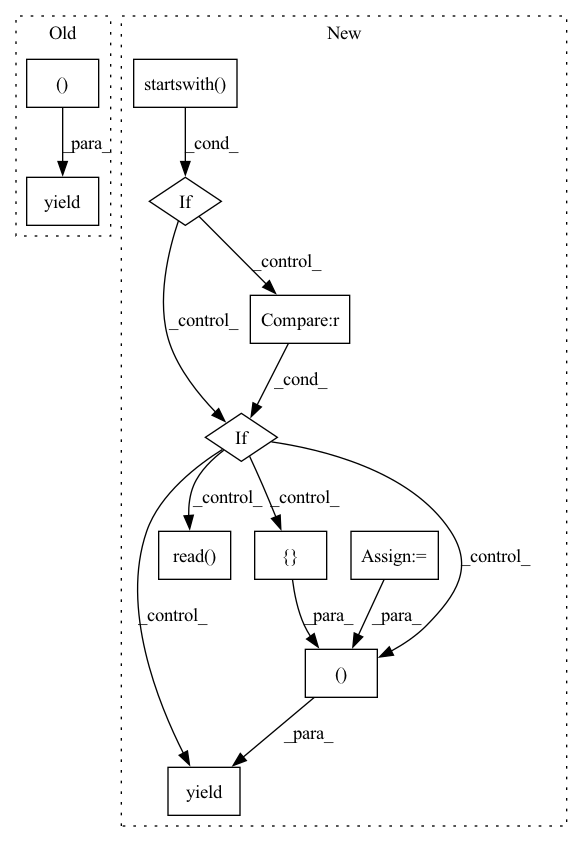 Old
New
()
startswith()
_para_
_cond_
yield
If
_control_
Compare:r
_control_
_cond_
If
_control_
_control_
read()
{}
Assign:=
_control_
_control_
_para_
_para_
()
_para_
yield